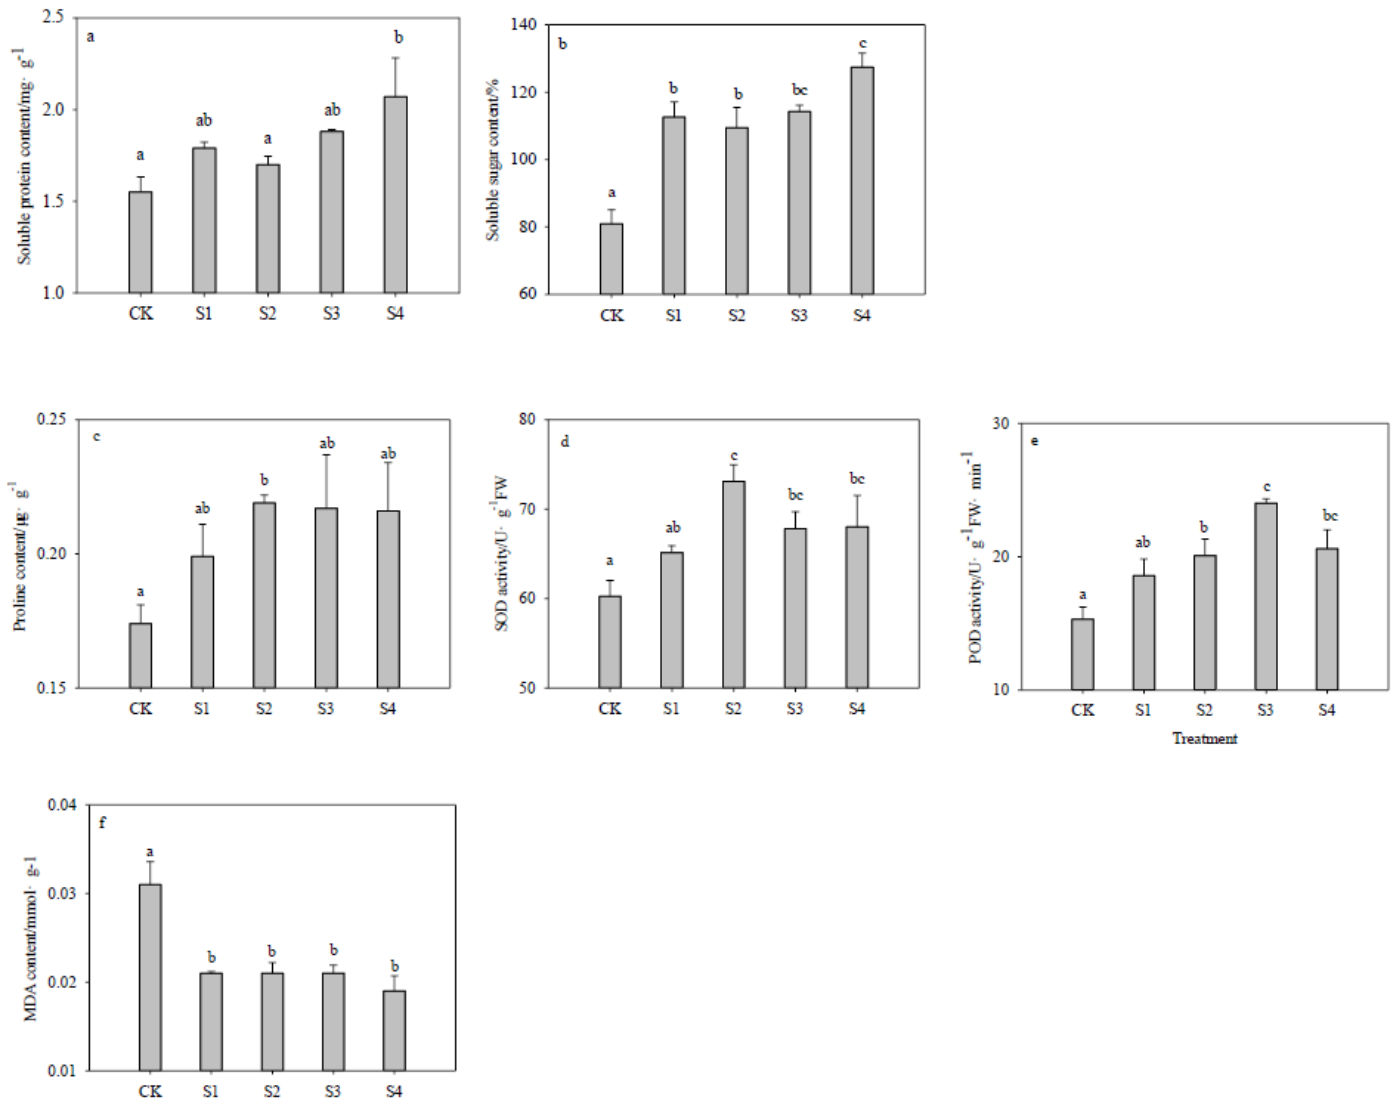 a
Soluble protein content/mg· g⁻¹
2.5
2.0
1.5
1.0
a
ab
a
ab
b
CK S1 S2 S3 S4
b
Soluble sugar content/%
140
120
100
80
60
a
b
b
bc
c
CK S1 S2 S3 S4
c
Proline content/μg· g⁻¹
0.25
0.20
0.15
a
ab
b
ab
ab
CK S1 S2 S3 S4
d
SOD activity/U· g⁻¹FW
80
70
60
50
a
ab
c
bc
bc
CK S1 S2 S3 S4
e
POD activity/U· g⁻¹FW· min⁻¹
30
20
10
a
ab
b
c
bc
CK S1 S2 S3 S4
Treatment
f
MDA content/mmol· g-1
0.04
0.03
0.02
0.01
a
b
b
b
b
CK S1 S2 S3 S4